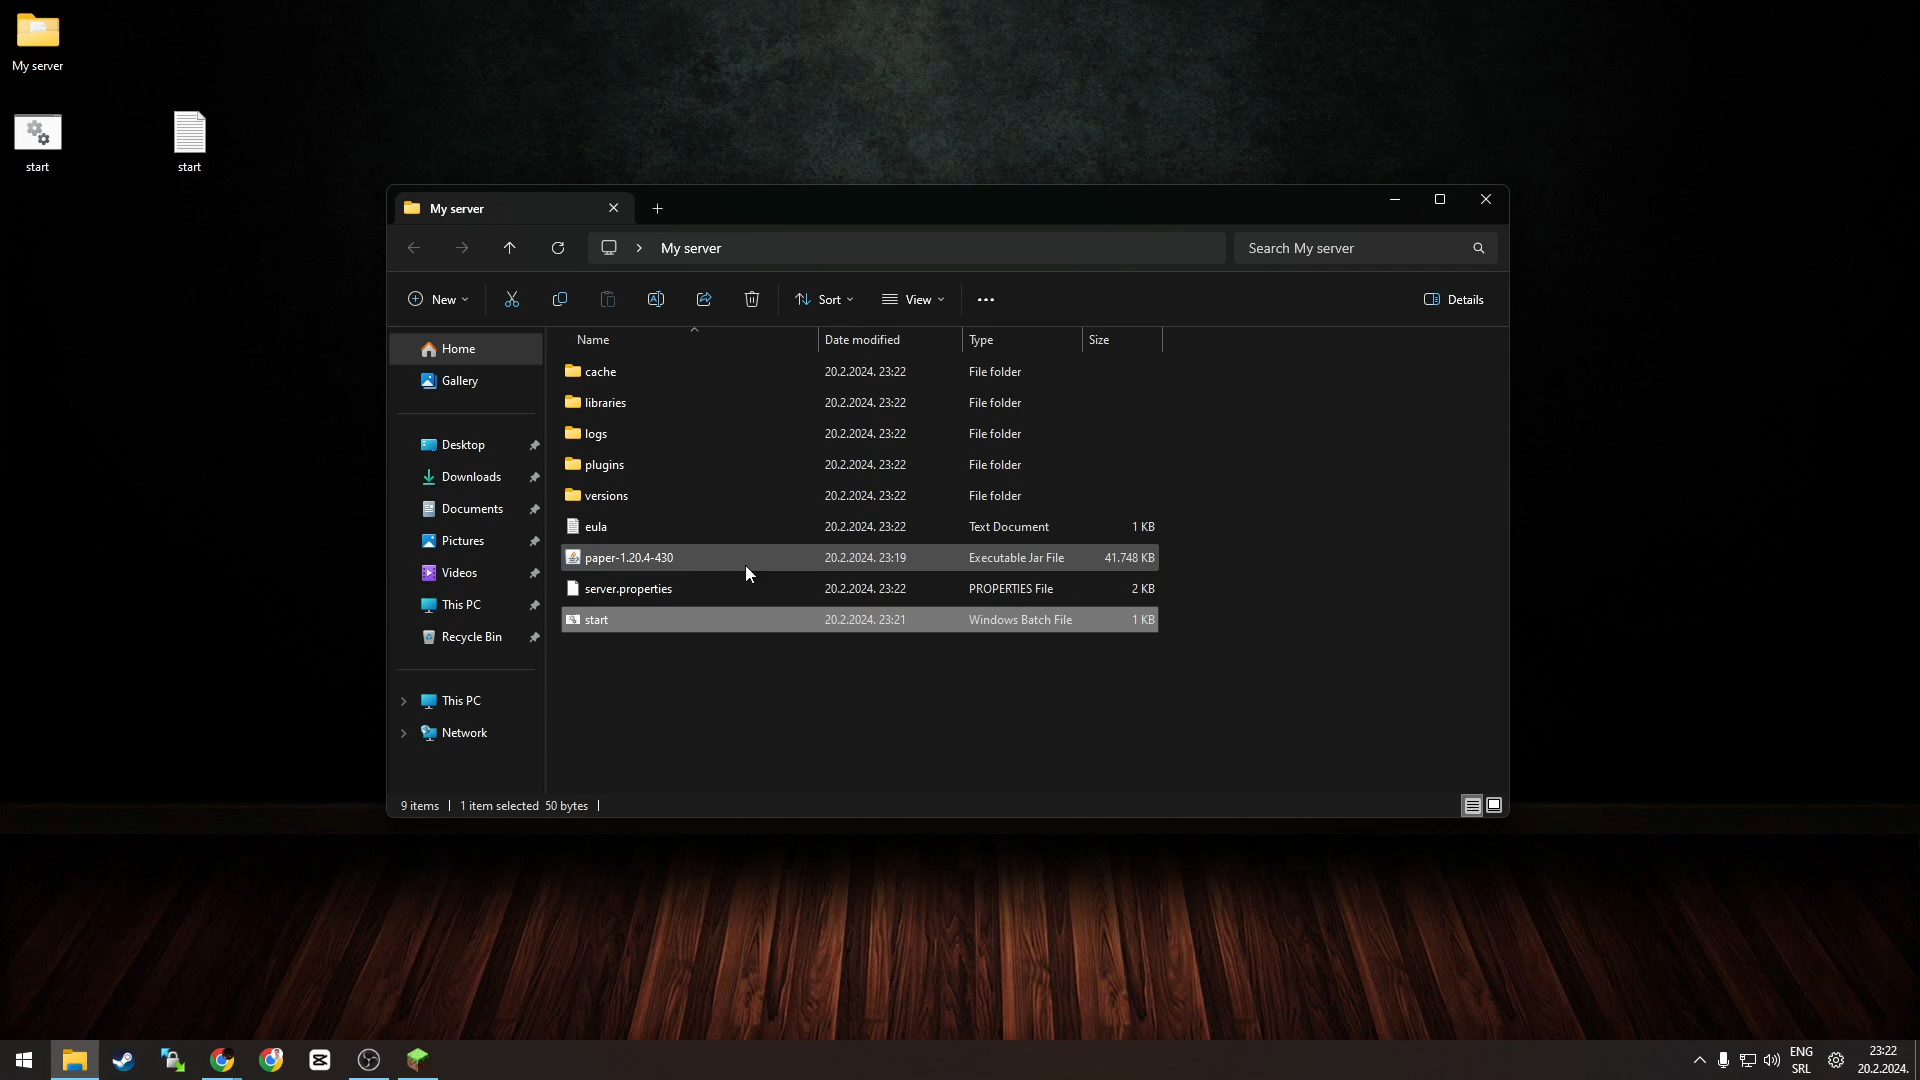 My server
start
start
My server
My server
Search My server
New
Sort
View
Details
Name
Date modified
Type
Size
Home
Gallery
Desktop
Downloads
Documents
Pictures
Videos
This PC
Recycle Bin
This PC
Network
cache 20.2.2024. 23:22 File folder
libraries 20.2.2024. 23:22 File folder
logs 20.2.2024. 23:22 File folder
plugins 20.2.2024. 23:22 File folder
versions 20.2.2024. 23:22 File folder
eula 20.2.2024. 23:22 Text Document 1 KB
paper-1.20.4-430 20.2.2024. 23:19 Executable Jar File 41.748 KB
server.properties 20.2.2024. 23:22 PROPERTIES File 2 KB
start 20.2.2024. 23:21 Windows Batch File 1 KB
9 items 1 item selected 50 bytes
ENG
SRL
23:22
20.2.2024.